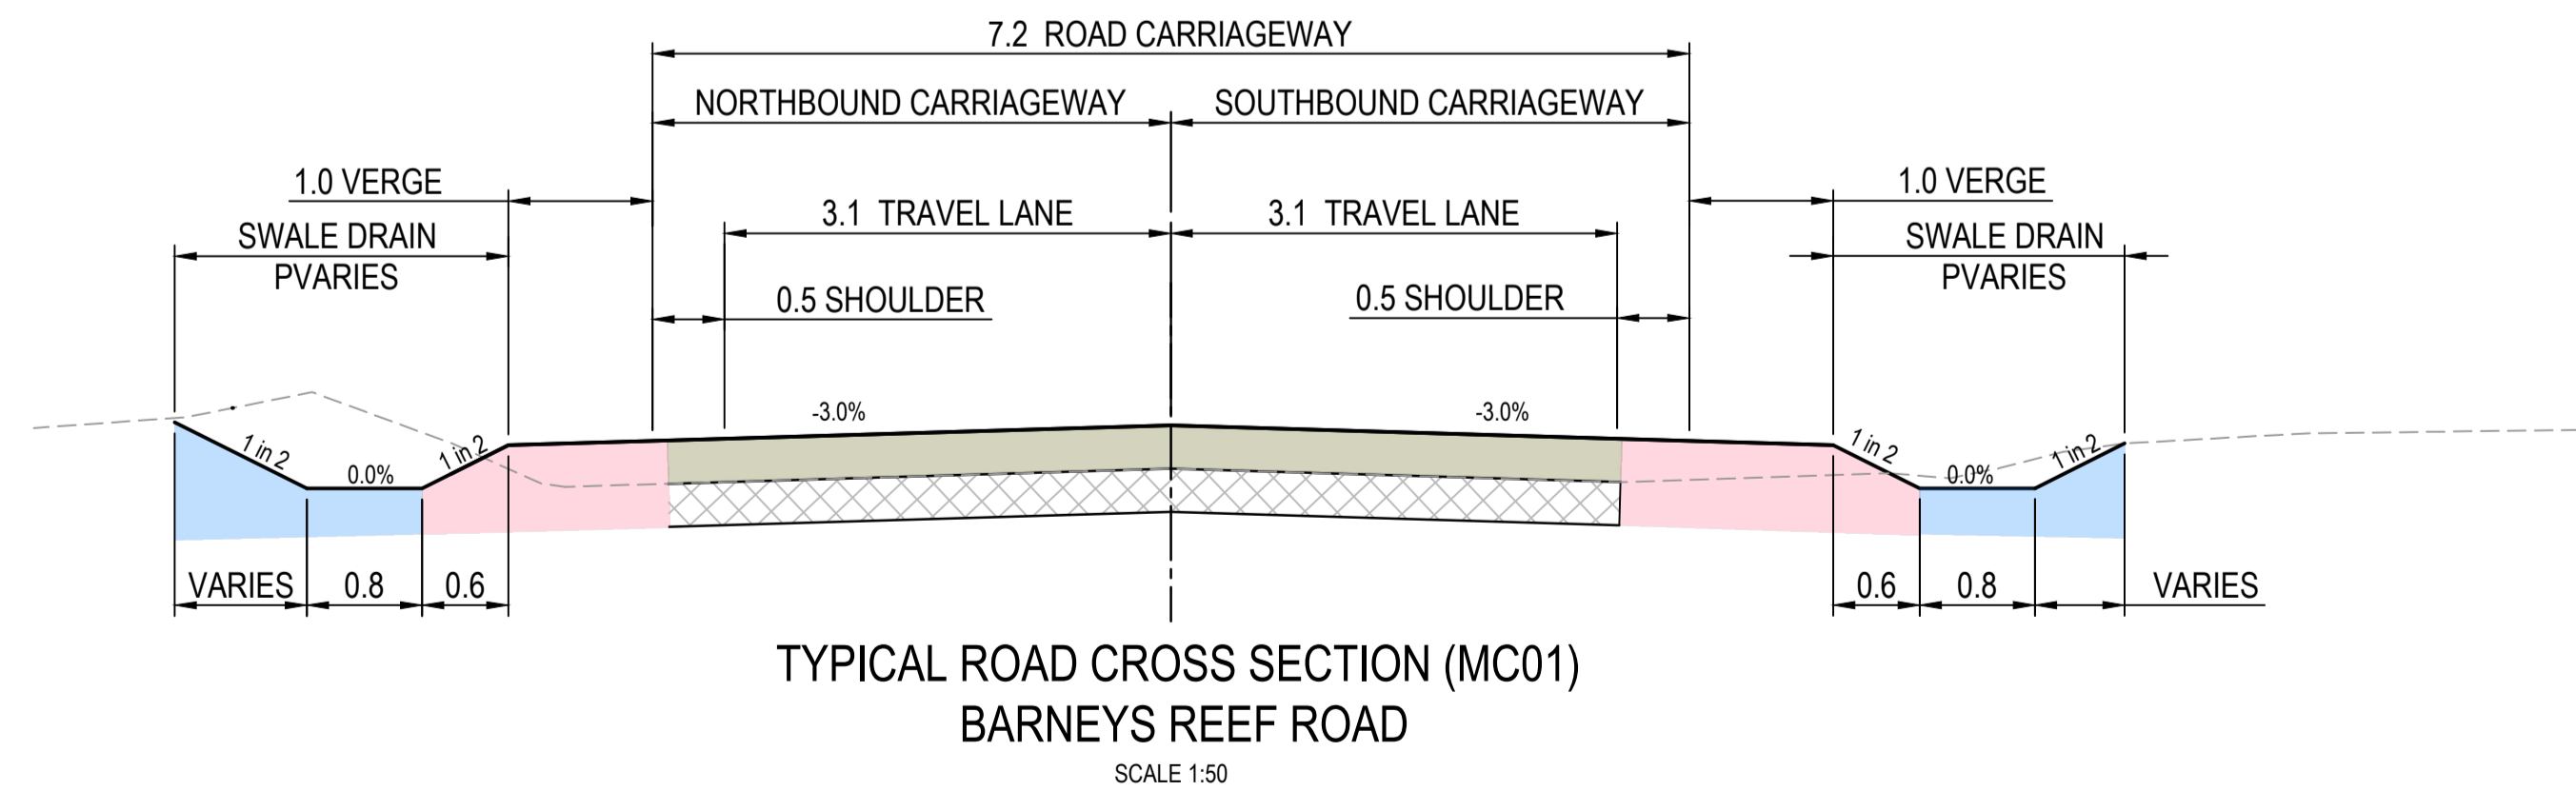 7.2 ROAD CARRIAGEWAY
NORTHBOUND CARRIAGEWAY
SOUTHBOUND CARRIAGEWAY
1.0 VERGE
1.0 VERGE
3.1 TRAVEL LANE
3.1 TRAVEL LANE
SWALE DRAIN
PVARIES
SWALE DRAIN
PVARIES
0.5 SHOULDER
0.5 SHOULDER
-3.0%
-3.0%
1 in 2
0.0%
1 in 2
1 in 2
0.0%
1 in 2
VARIES
0.8
0.6
0.6
0.8
VARIES
TYPICAL ROAD CROSS SECTION (MC01)
BARNEYS REEF ROAD
SCALE 1:50